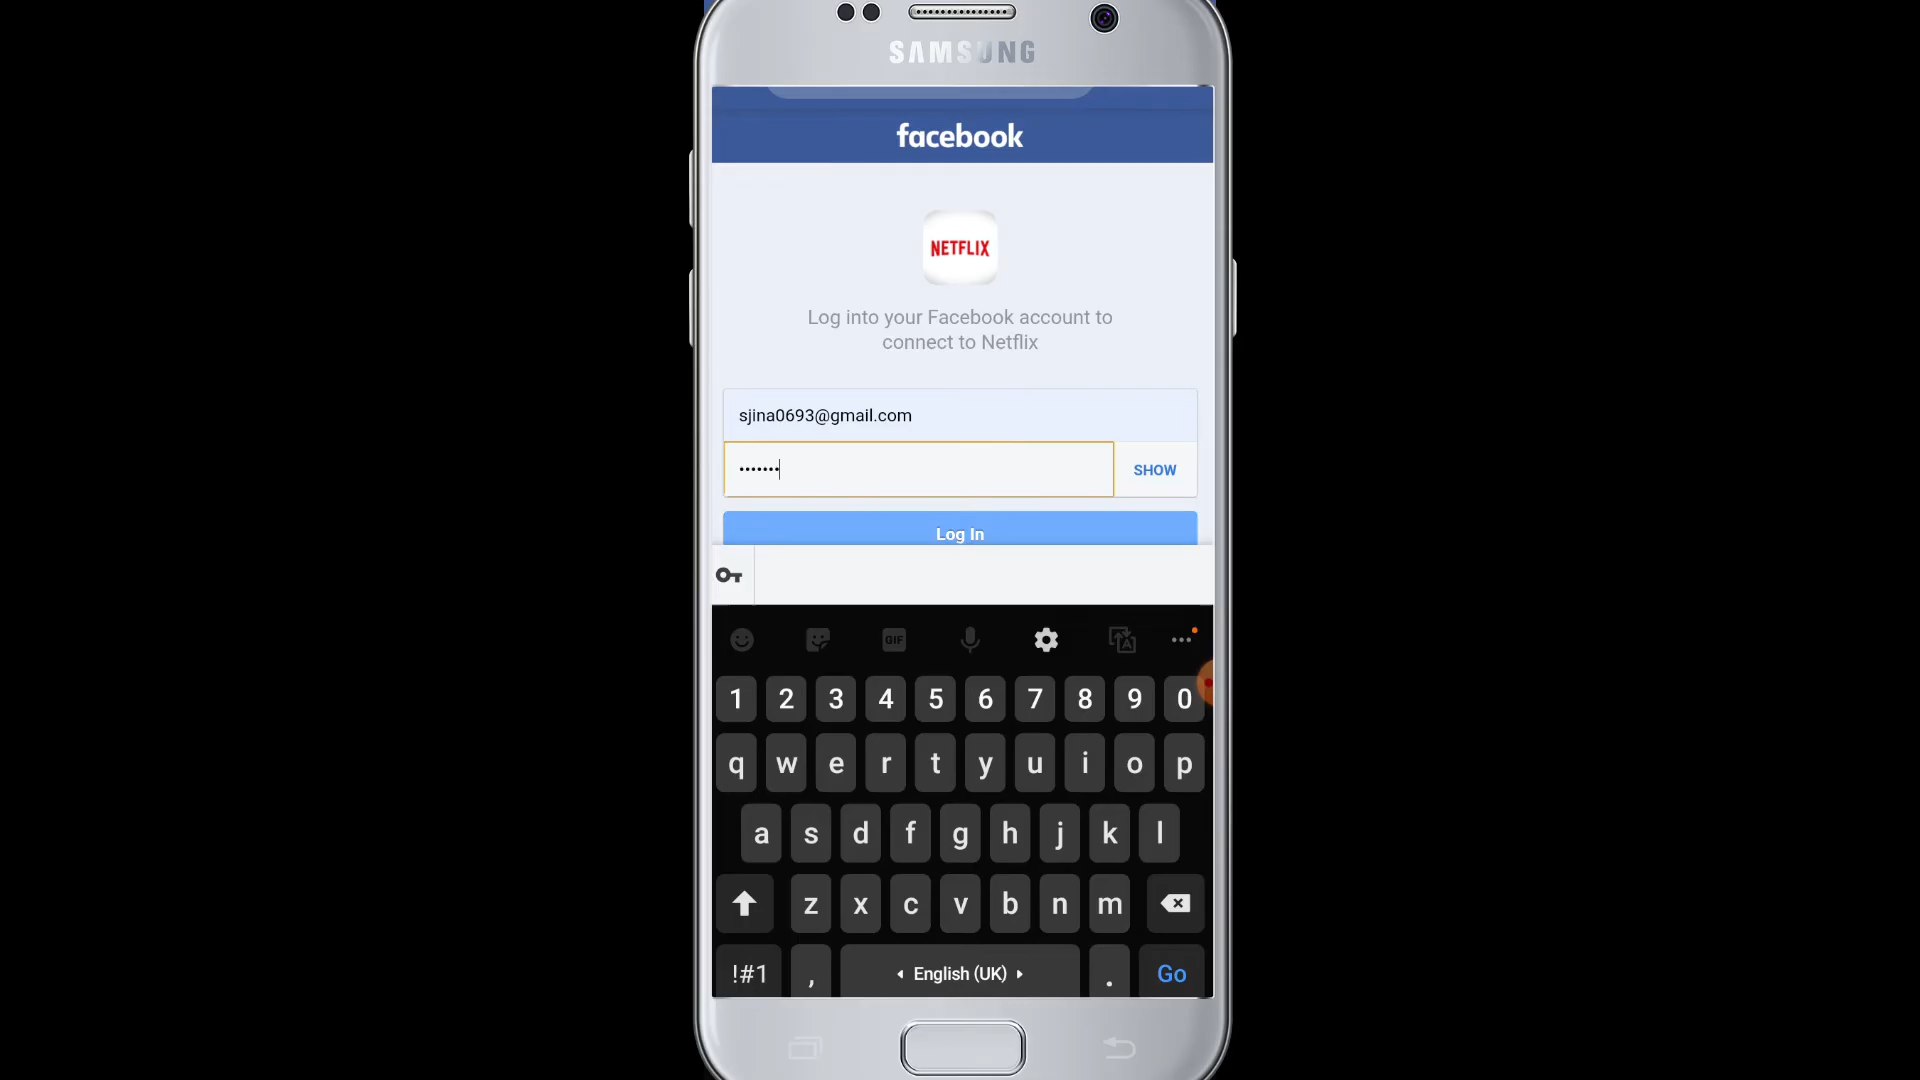 SAMSUNG
facebook
NETFLIX
Log into your Facebook account to
connect to Netflix
sjina0693@gmail.com
•••••••
SHOW
Log In
GIF
1 2 3 4 5 6 7 8 9 0
q w e r t y u i o p
a s d f g h j k l
z x c v b n m
!#1 , English (UK) . Go